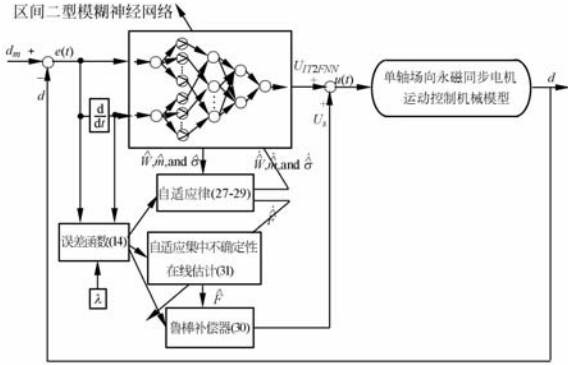 区间二型模糊神经网络
d_m + e(t)
−
d
d/dt
U_IT2FNN
+ u(t)
+
U_s
单轴场向永磁同步电机
运动控制机械模型
d
Ŵ,m̂,and σ̂
Ŵ̇,m̂̇,and σ̂̇
自适应律(27-29)
误差函数(14)
自适应集中不确定性
在线估计(31)
λ
F̂
鲁棒补偿器(30)